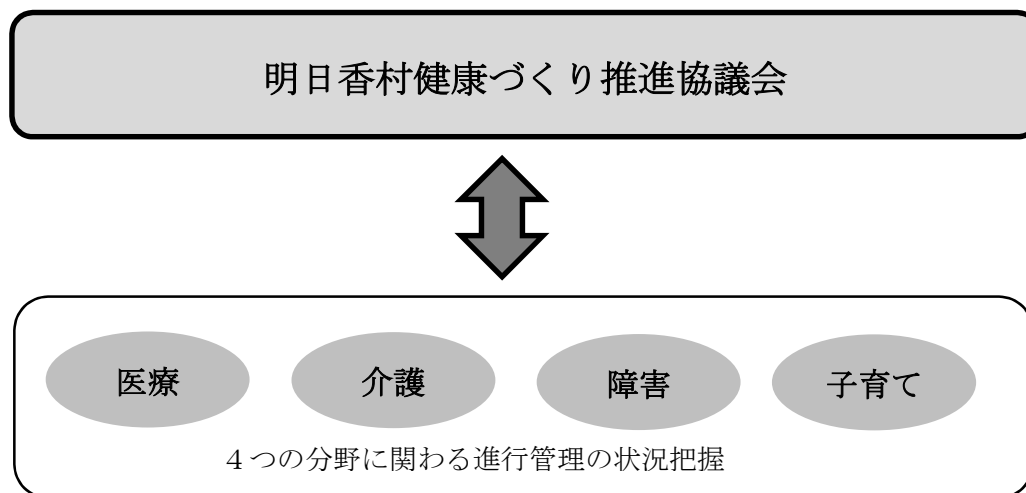 明日香村健康づくり推進協議会
医療 介護 障害 子育て
４つの分野に関わる進行管理の状況把握